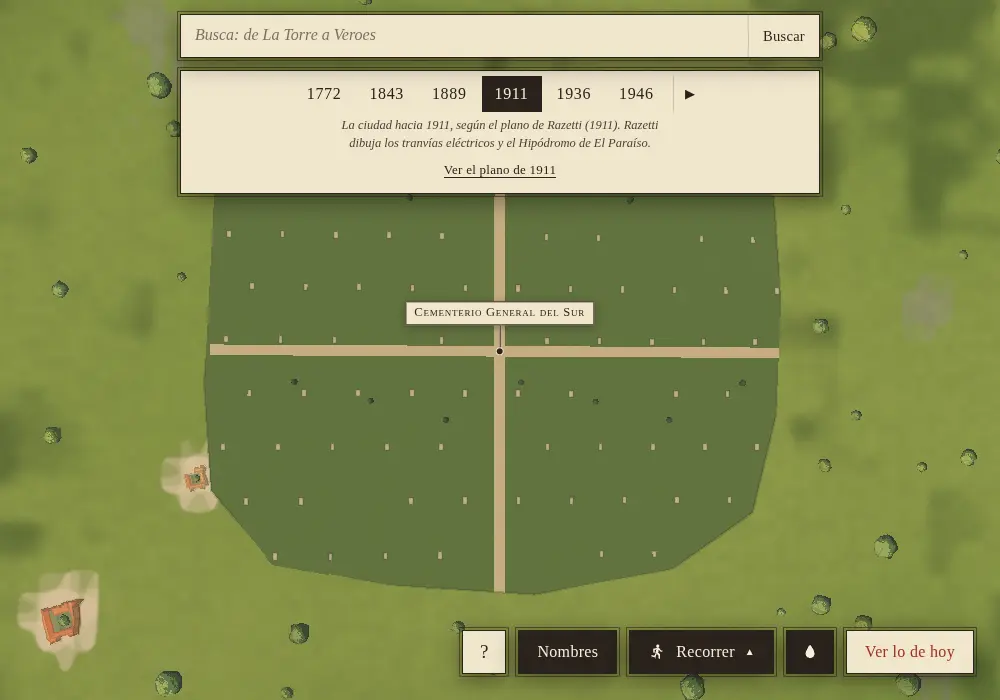 Busca: de La Torre a Veroes
Buscar
1772 1843 1889 1911 1936 1946 ▶
La ciudad hacia 1911, según el plano de Razetti (1911). Razetti
dibuja los tranvías eléctricos y el Hipódromo de El Paraíso.
Ver el plano de 1911
Cementerio General del Sur
? Nombres Recorrer ▲ Ver lo de hoy